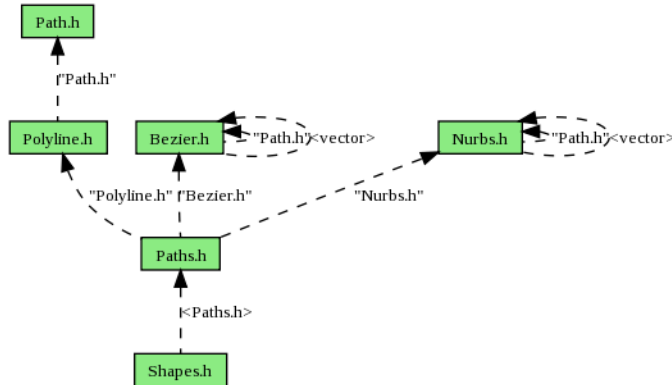 Path.h
"Path.h"
Polyline.h
Bezier.h
"Path.h"
<vector>
Nurbs.h
"Path.h"
<vector>
"Polyline.h"
"Bezier.h"
"Nurbs.h"
Paths.h
<Paths.h>
Shapes.h